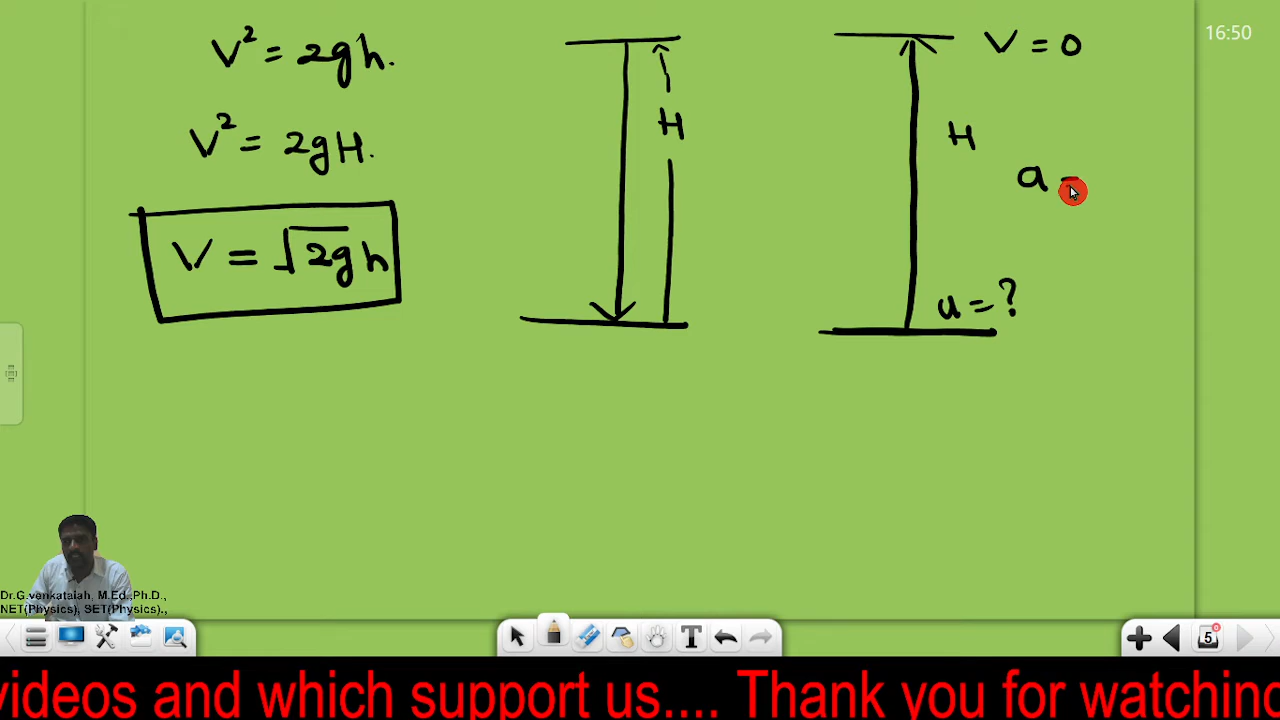 V² = 2gh.
V² = 2gH.
V = √2gh
H
V = 0
H
a =
u = ?
16:50
Dr.G.venkataiah, M.Ed.,Ph.D.,
NET(Physics), SET(Physics).,
5
0
T
videos and which support us.... Thank you for watching